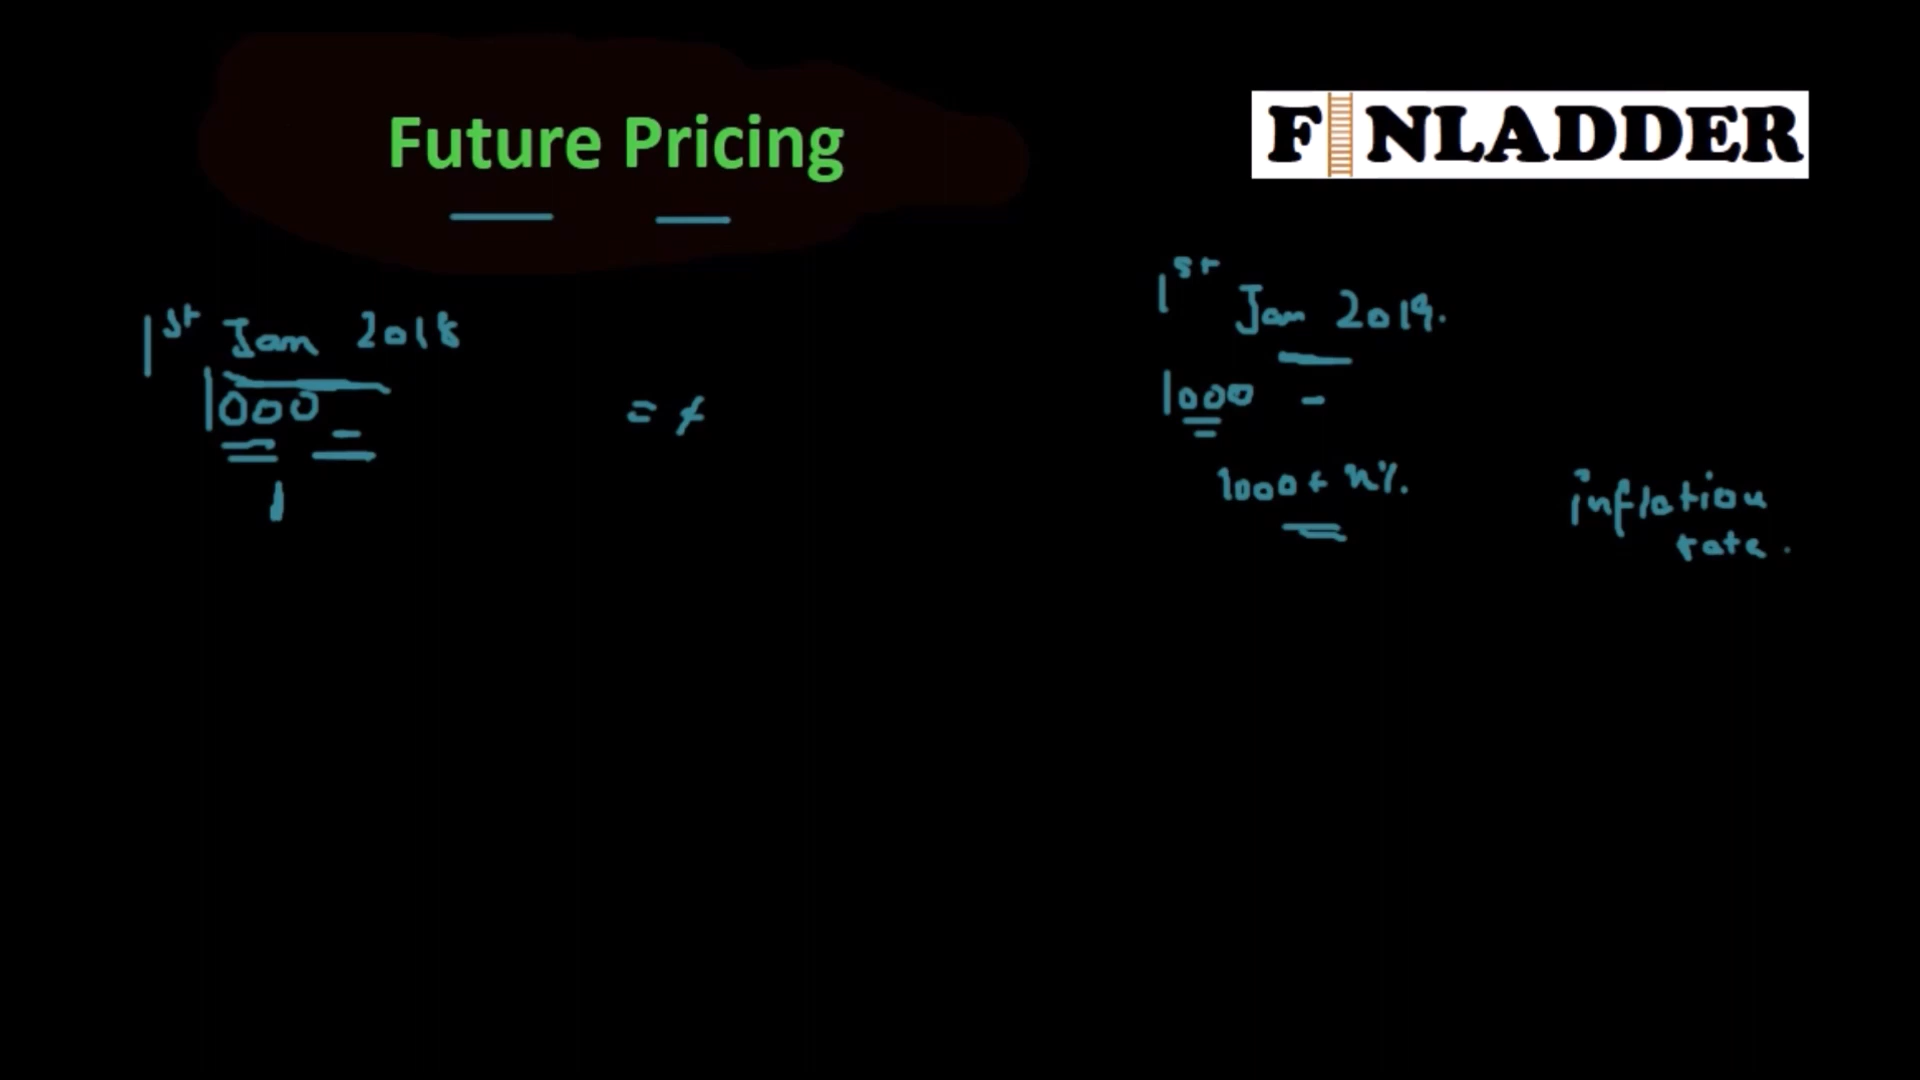 Future Pricing
FINLADDER
1st Jan 2018
1000
= ≠
1st Jan 2019.
1000 -
1000 + x%.
inflation
rate.